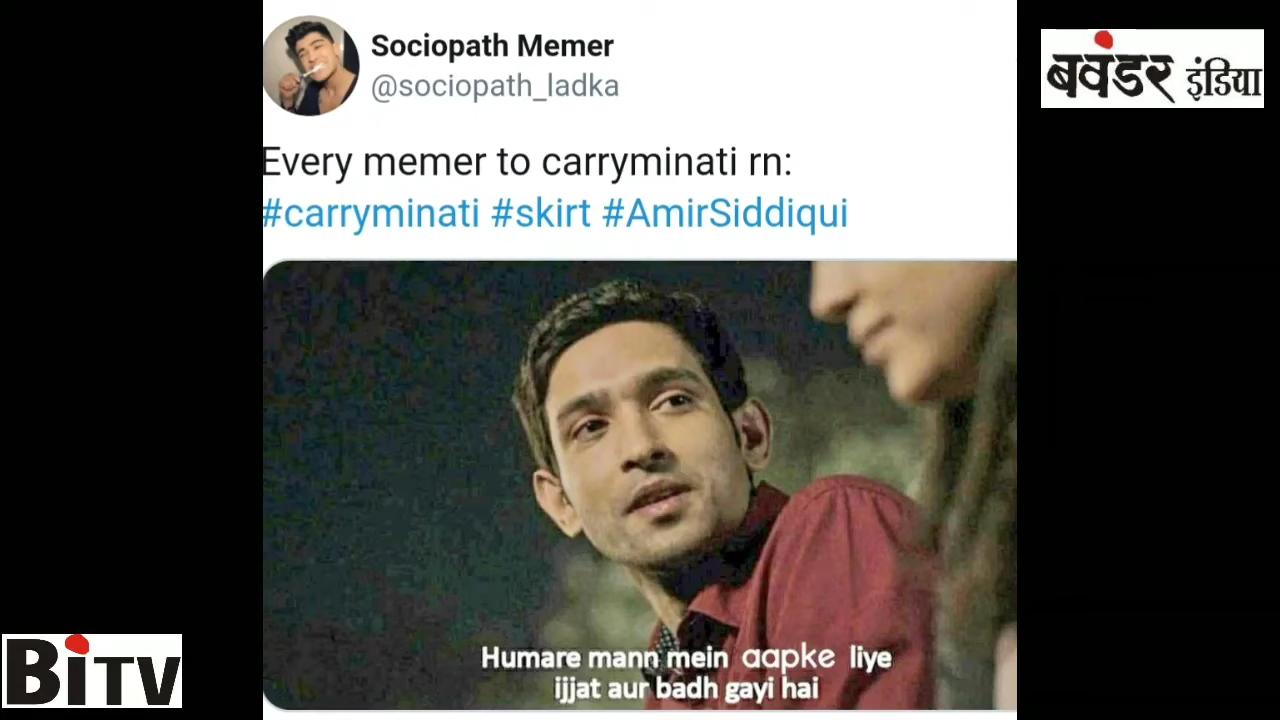 Sociopath Memer
@sociopath_ladka
बवंडर इंडिया
Every memer to carryminati rn:
#carryminati #skirt #AmirSiddiqui
Humare mann mein aapke liye
ijjat aur badh gayi hai
BiTV